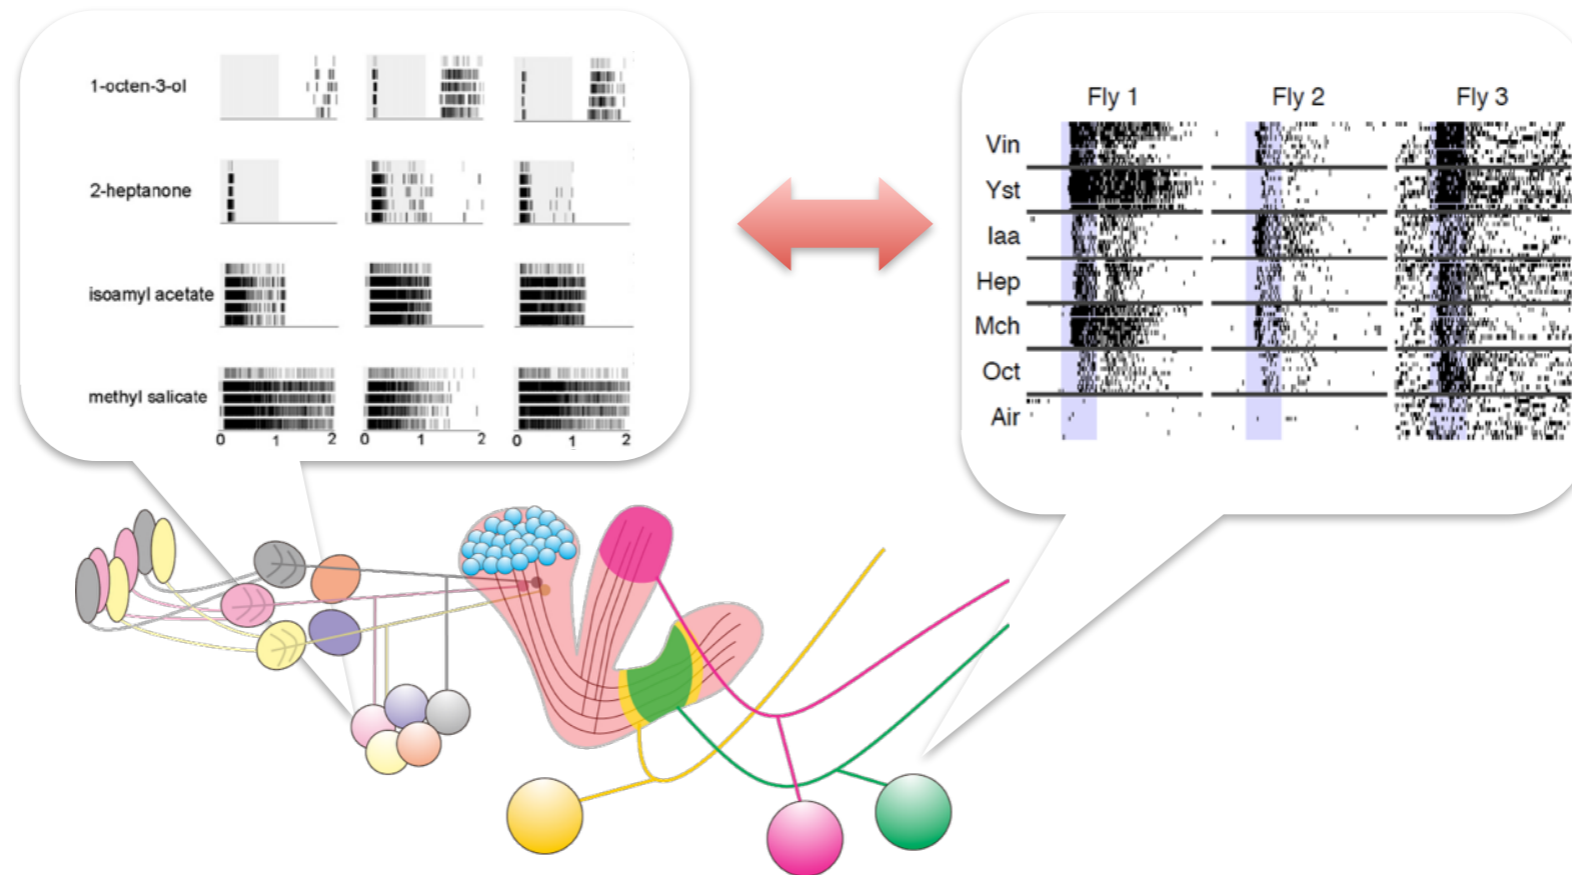 1-octen-3-ol
2-heptanone
isoamyl acetate
methyl salicate
0 1 2 0 1 2 0 1 2
Fly 1 Fly 2 Fly 3
Vin
Yst
Iaa
Hep
Mch
Oct
Air